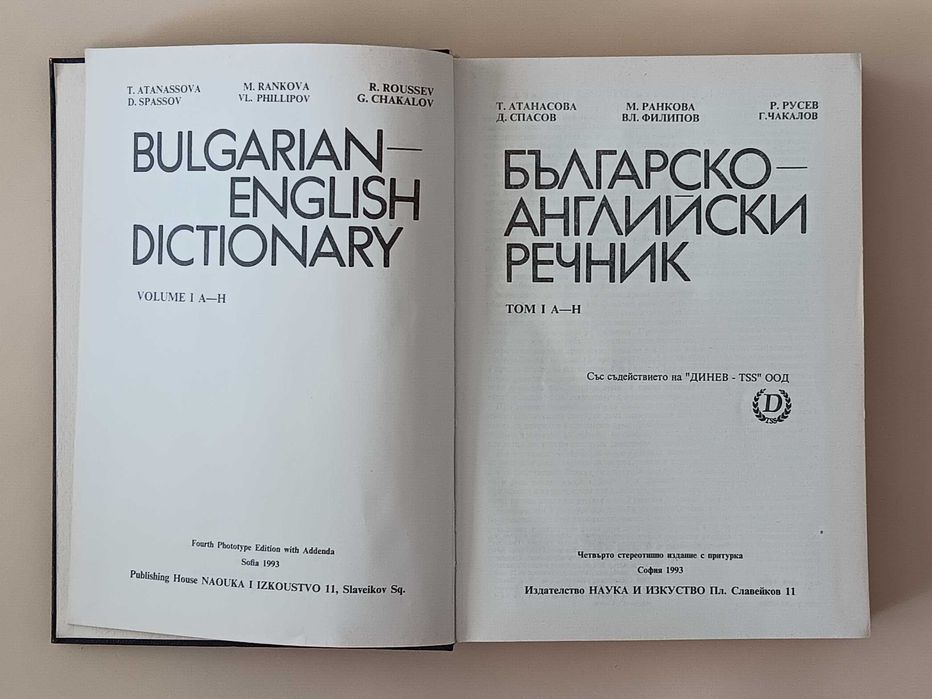 T. ATANASSOVA M. RANKOVA R. ROUSSEV
D. SPASSOV VL. PHILLIPOV G. CHAKALOV
BULGARIAN—
ENGLISH
DICTIONARY
VOLUME I A—H
Fourth Phototype Edition with Addenda
Sofia 1993
Publishing House NAOUKA I IZKOUSTVO 11, Slaveikov Sq.
Т. АТАНАСОВА М. РАНКОВА Р. РУСЕВ
Д. СПАСОВ ВЛ. ФИЛИПОВ Г. ЧАКАЛОВ
БЪЛГАРСКО—
АНГЛИЙСКИ
РЕЧНИК
ТОМ I А—Н
Със съдействието на "ДИНЕВ - TSS" ООД
D
TSS
Четвърто стереотипно издание с притурка
София 1993
Издателство НАУКА И ИЗКУСТВО Пл. Славейков 11